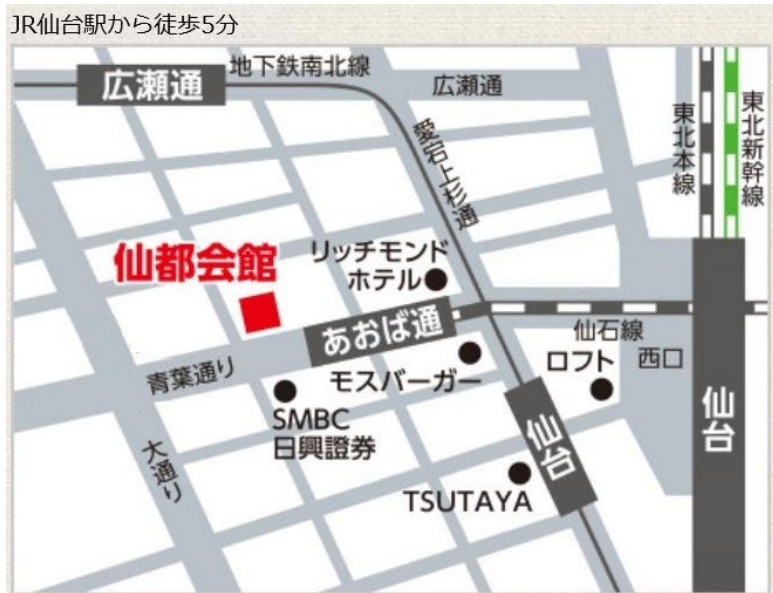 JR仙台駅から徒歩5分
地下鉄南北線
広瀬通
広瀬通
愛宕上杉通
東北本線
東北新幹線
仙都会館
リッチモンド
ホテル
あおば通
仙石線
西口
ロフト
モスバーガー
青葉通り
SMBC
日興證券
仙台
仙台
大通り
TSUTAYA